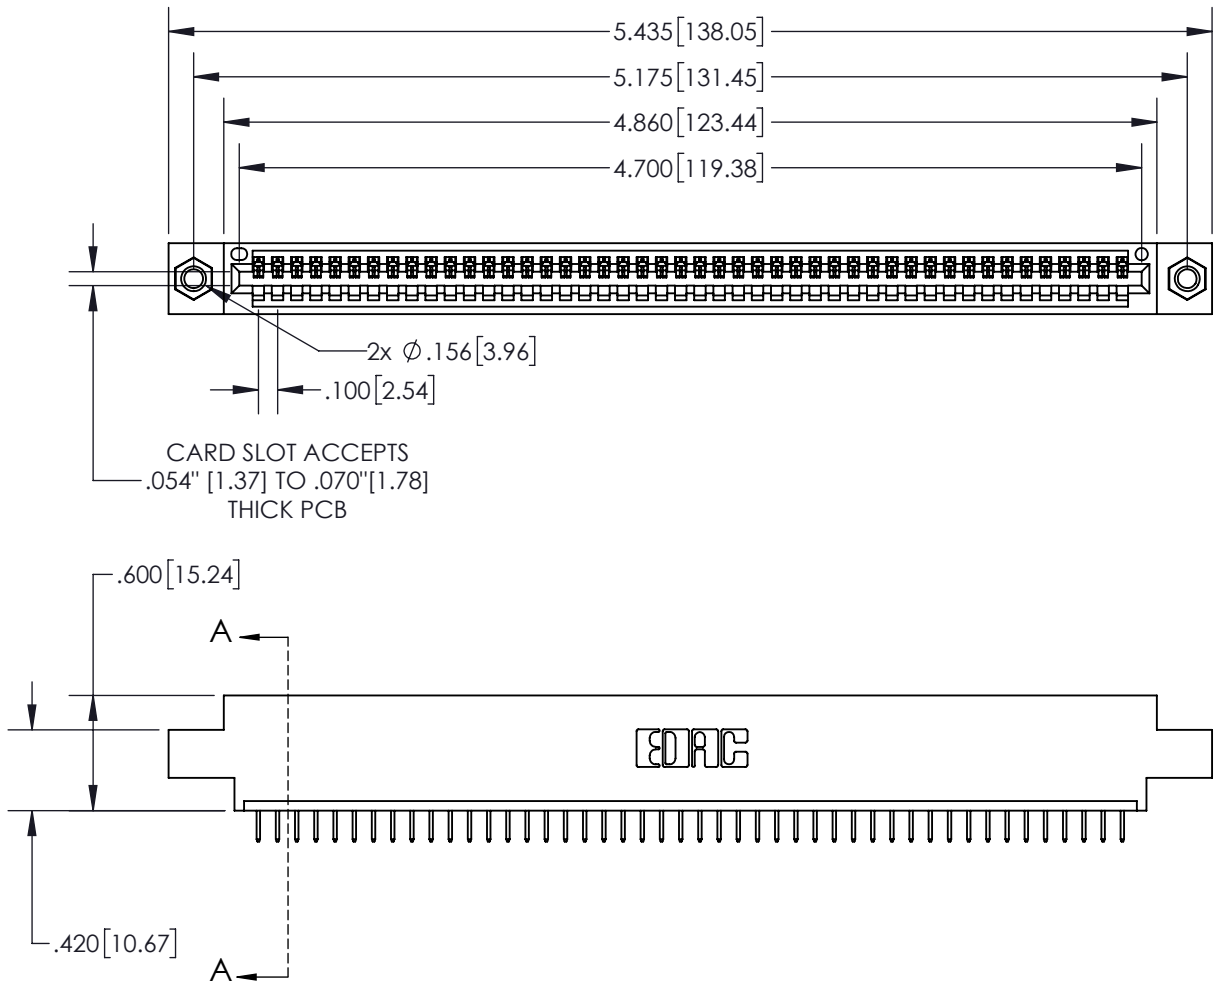 5.435[138.05]
5.175[131.45]
4.860[123.44]
4.700[119.38]
2x Ø.156[3.96]
.100[2.54]
CARD SLOT ACCEPTS
.054" [1.37] TO .070"[1.78]
THICK PCB
.600[15.24]
A
EDAC
.420[10.67]
A